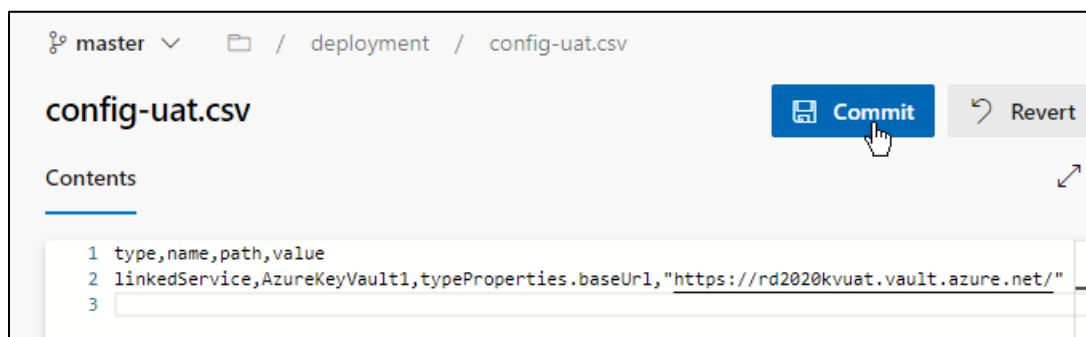 master / deployment / config-uat.csv
config-uat.csv
Commit
Revert
Contents
1 type,name,path,value
2 linkedService,AzureKeyVault1,typeProperties.baseUrl,"https://rd2020kvuat.vault.azure.net/"
3